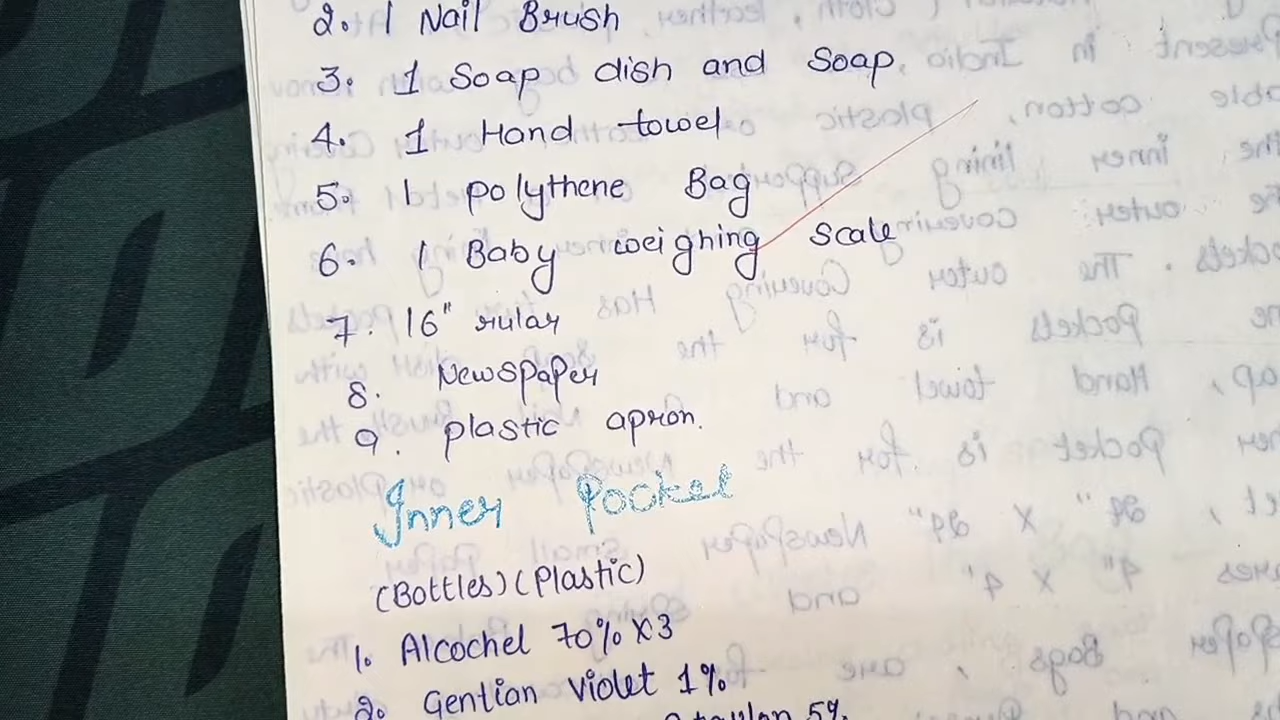 2. 1 Nail Brush
3. 1 Soap dish and Soap.
4. 1 Hand towel
5. 1 polythene Bag
6. 1 Baby weighing Scale
7. 16" rular
8. Newspaper
9. plastic apron.
Inner Pocket
(Bottles) (Plastic)
1. Alcochel 70% X3
2. Gentian Violet 1%
5%